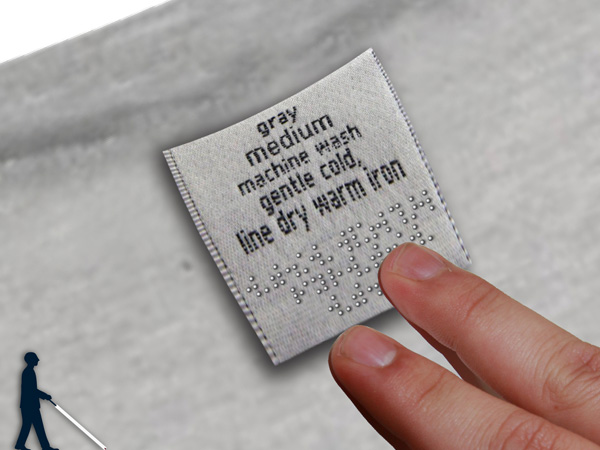 gray
medium
machine wash
gentle cold,
line dry warm iron